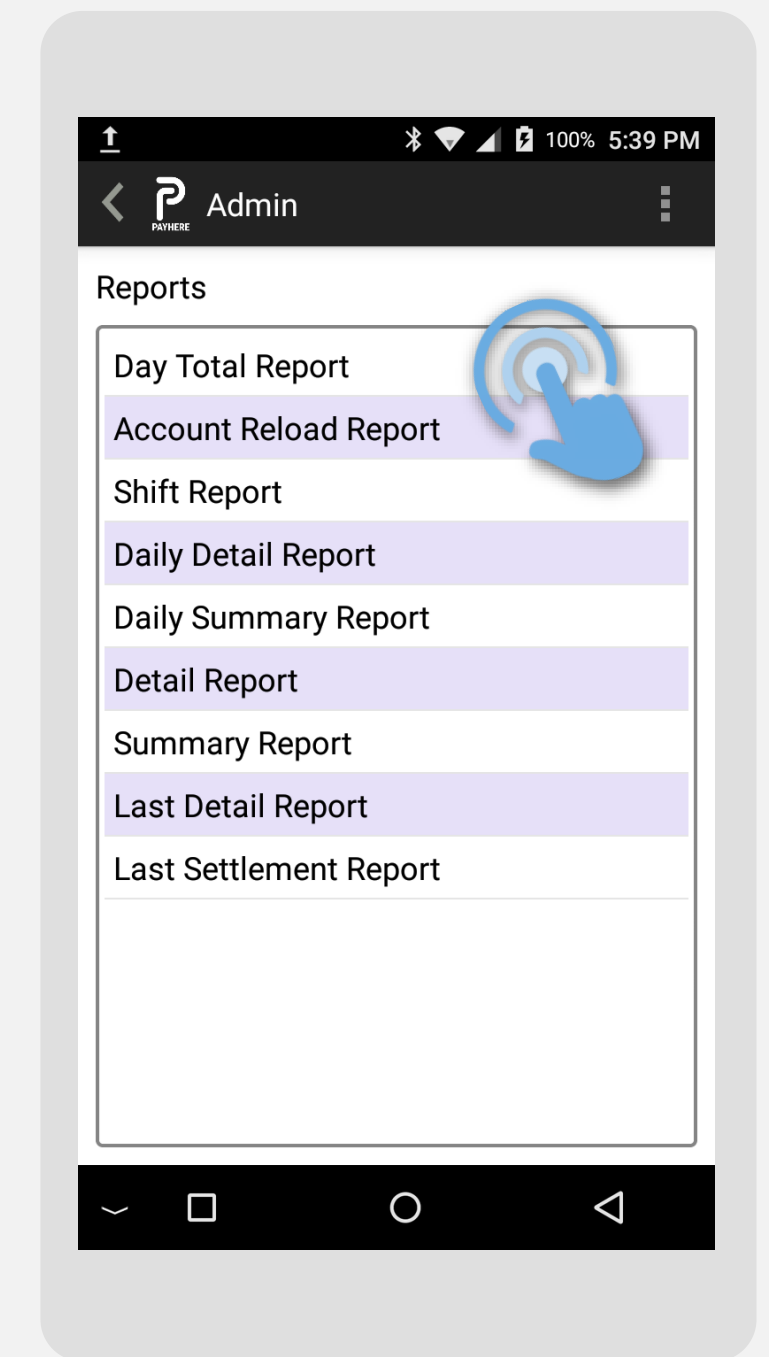 100% 5:39 PM
PAYHERE
Admin
Reports
Day Total Report
Account Reload Report
Shift Report
Daily Detail Report
Daily Summary Report
Detail Report
Summary Report
Last Detail Report
Last Settlement Report